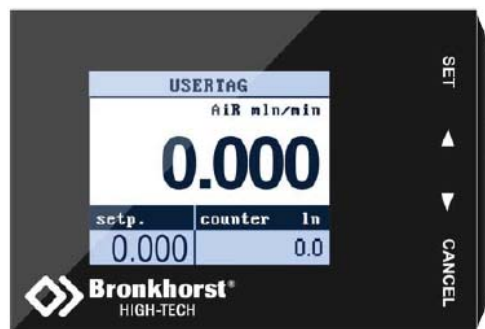 USERTAG
AiR mln/min
0.000
setp. counter ln
0.000 0.0
Bronkhorst®
HIGH-TECH
SET
CANCEL